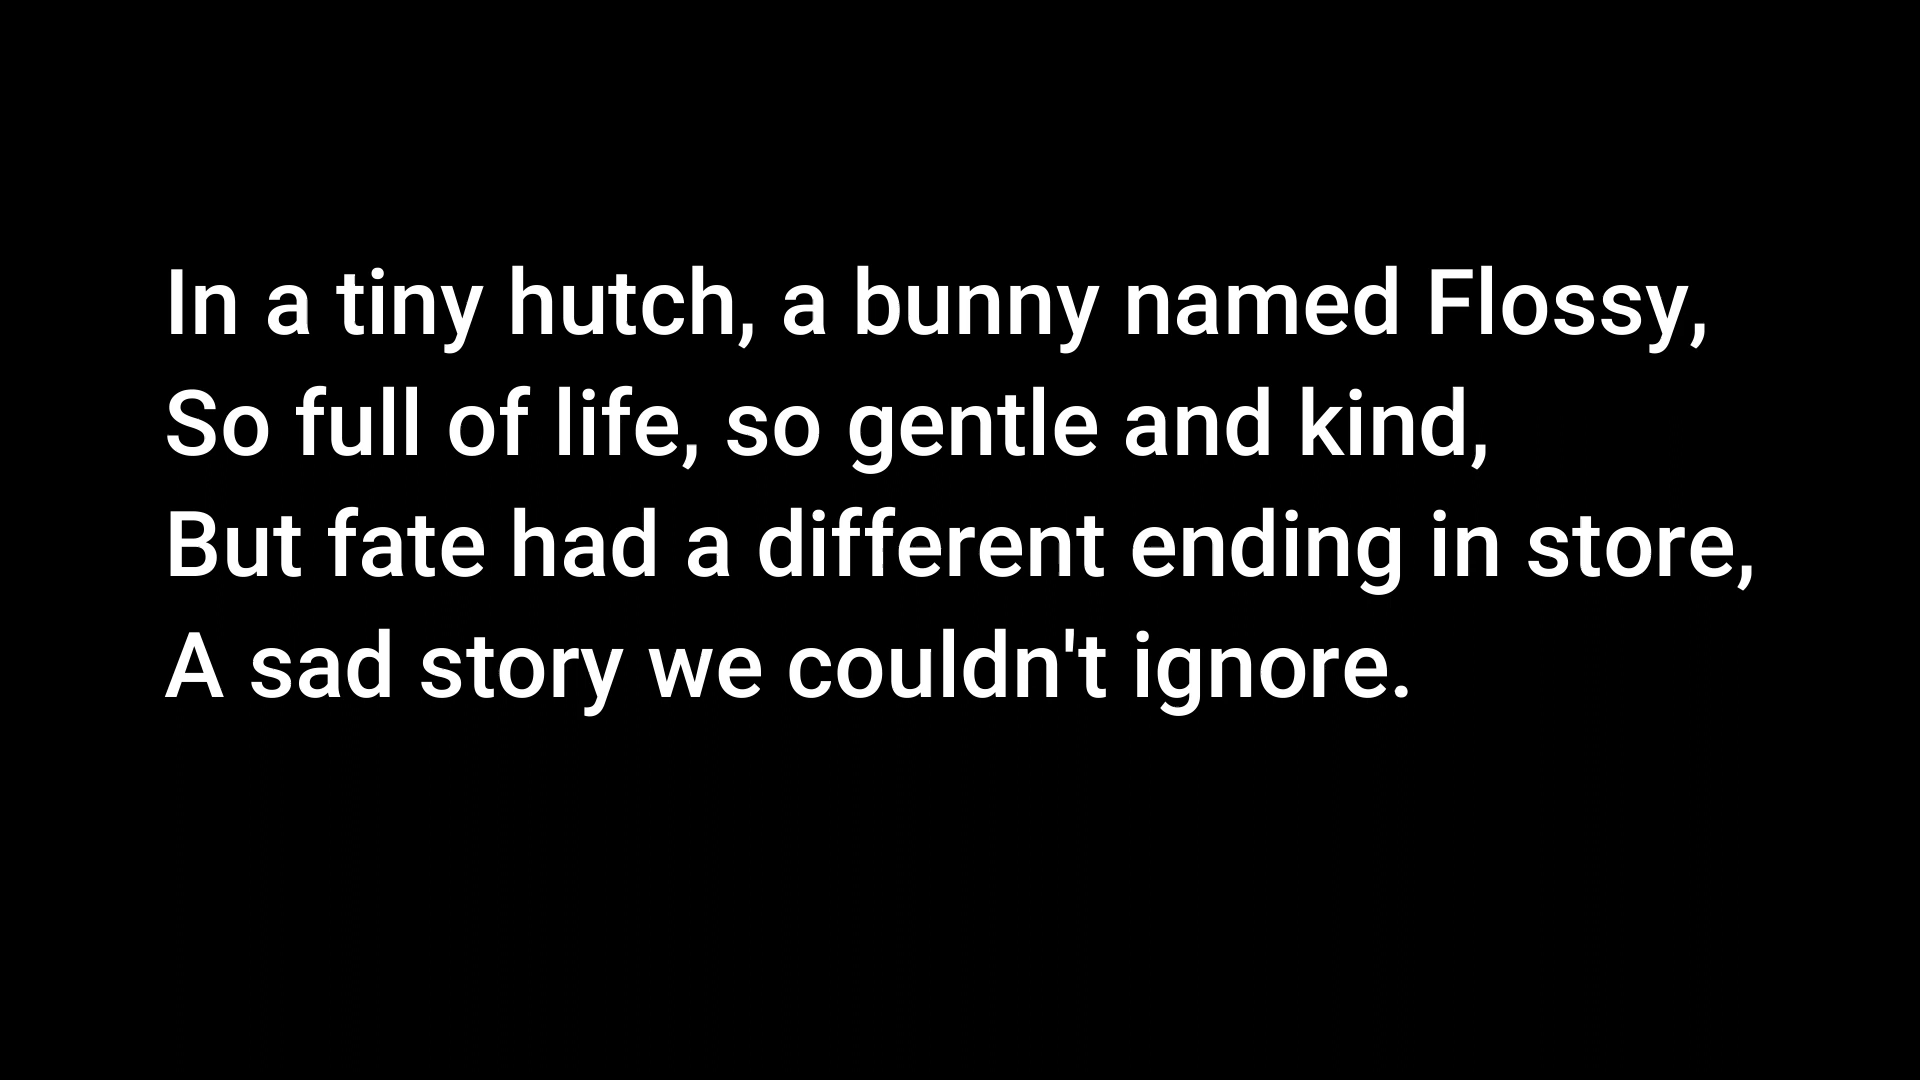 In a tiny hutch, a bunny named Flossy,
So full of life, so gentle and kind,
But fate had a different ending in store,
A sad story we couldn't ignore.